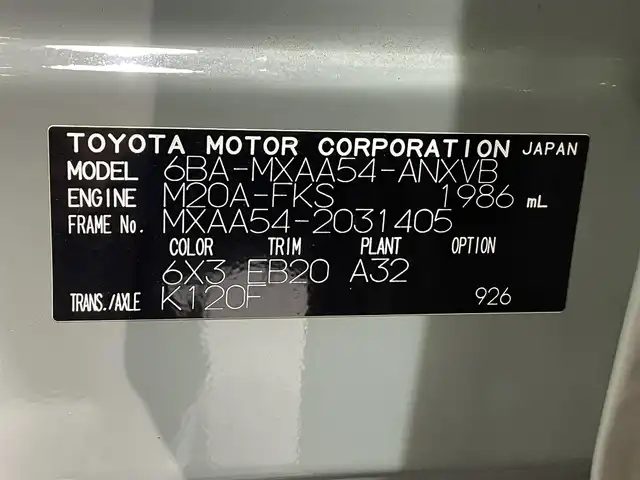 TOYOTA MOTOR CORPORATION JAPAN
MODEL 6BA-MXAA54-ANXVB
ENGINE M20A-FKS 1986 mL
FRAME No. MXAA54-2031405
COLOR TRIM PLANT OPTION
6X3 EB20 A32
TRANS./AXLE K120F 926